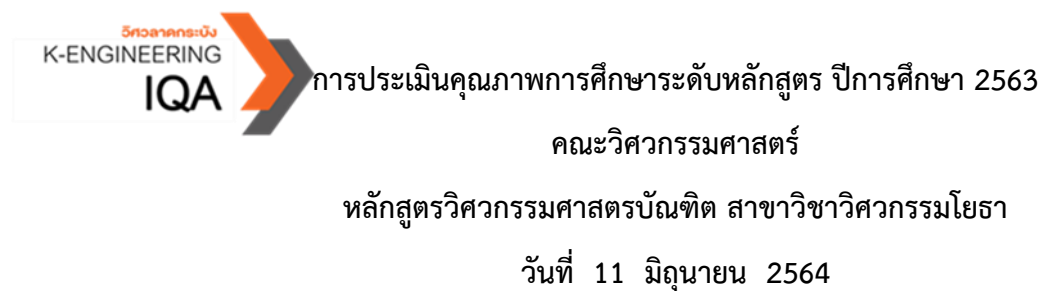 วิศวลาดกระบัง
K-ENGINEERING
IQA
การประเมินคุณภาพการศึกษาระดับหลักสูตร ปีการศึกษา 2563
คณะวิศวกรรมศาสตร์
หลักสูตรวิศวกรรมศาสตรบัณฑิต สาขาวิชาวิศวกรรมโยธา
วันที่ 11 มิถุนายน 2564